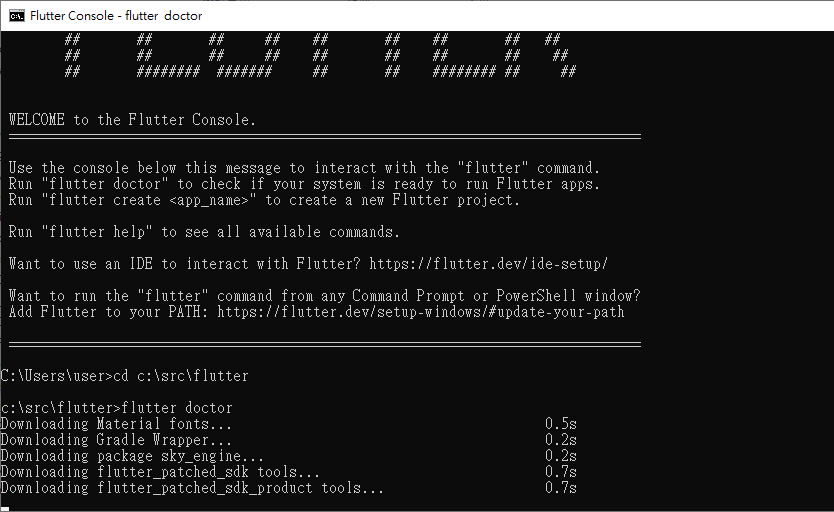 Flutter Console - flutter  doctor
       ##       ##       ##     ##    ##       ##    ##       ##   ##
       ##       ##       ##     ##    ##       ##    ##       ##    ##
       ##       ########  #######     ##       ##    ######## ##     ##
WELCOME to the Flutter Console.
================================================================================
Use the console below this message to interact with the "flutter" command.
Run "flutter doctor" to check if your system is ready to run Flutter apps.
Run "flutter create <app_name>" to create a new Flutter project.
Run "flutter help" to see all available commands.
Want to use an IDE to interact with Flutter? https://flutter.dev/ide-setup/
Want to run the "flutter" command from any Command Prompt or PowerShell window?
Add Flutter to your PATH: https://flutter.dev/setup-windows/#update-your-path
================================================================================
C:\Users\user>cd c:\src\flutter
c:\src\flutter>flutter doctor
Downloading Material fonts... 0.5s
Downloading Gradle Wrapper... 0.2s
Downloading package sky_engine... 0.2s
Downloading flutter_patched_sdk tools... 0.7s
Downloading flutter_patched_sdk_product tools... 0.7s